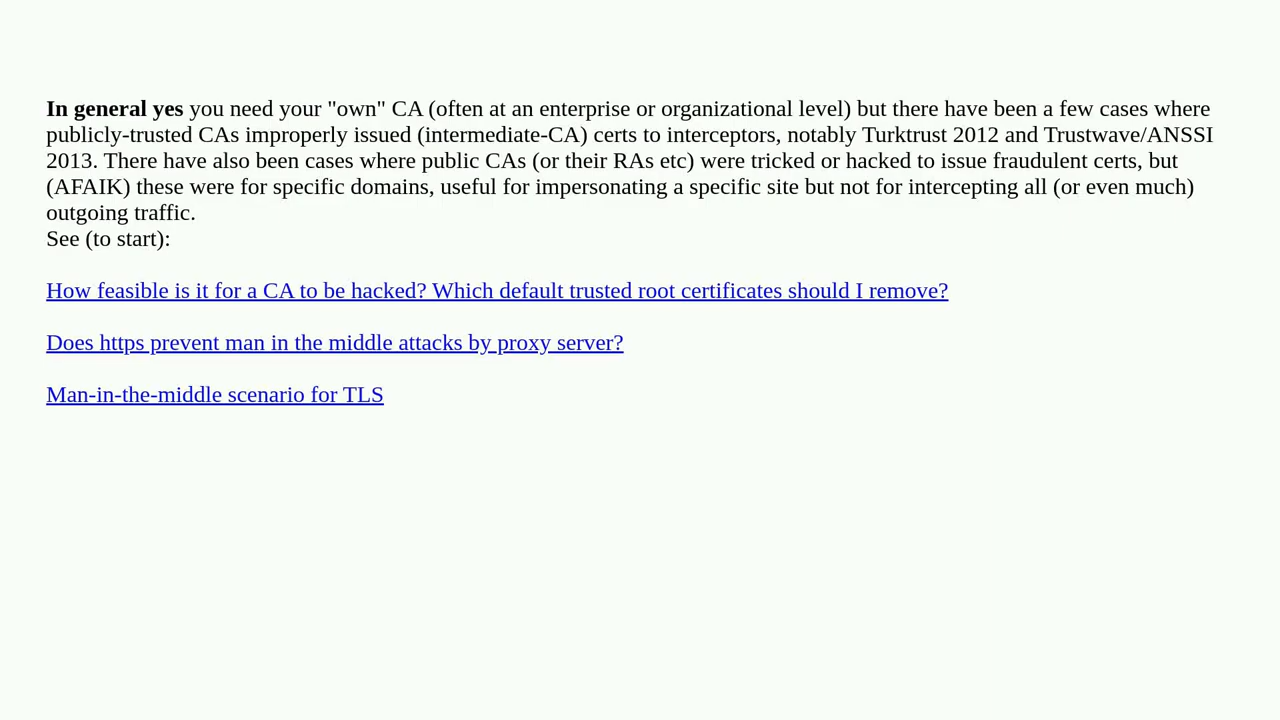 In general yes you need your "own" CA (often at an enterprise or organizational level) but there have been a few cases where
publicly-trusted CAs improperly issued (intermediate-CA) certs to interceptors, notably Turktrust 2012 and Trustwave/ANSSI
2013. There have also been cases where public CAs (or their RAs etc) were tricked or hacked to issue fraudulent certs, but
(AFAIK) these were for specific domains, useful for impersonating a specific site but not for intercepting all (or even much)
outgoing traffic.
See (to start):
How feasible is it for a CA to be hacked? Which default trusted root certificates should I remove?
Does https prevent man in the middle attacks by proxy server?
Man-in-the-middle scenario for TLS